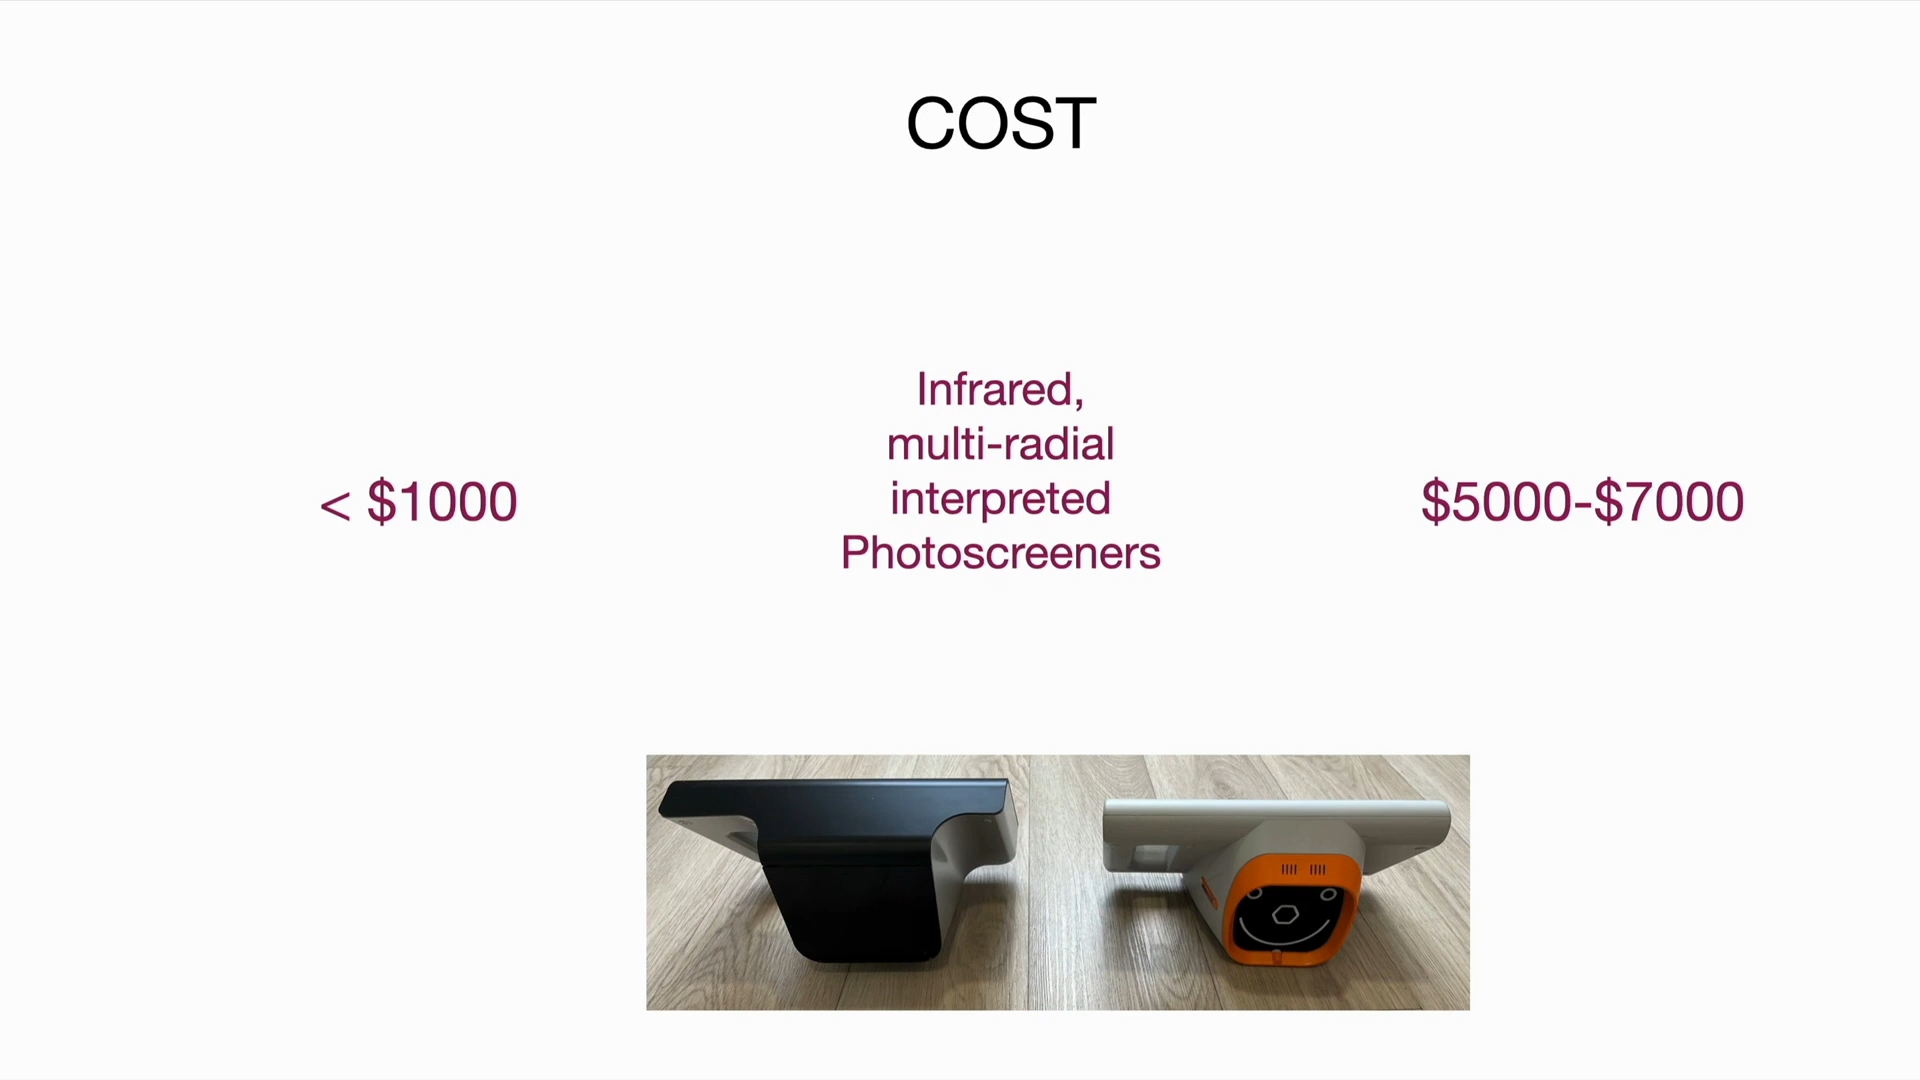 COST
< $1000
Infrared,
multi-radial
interpreted
Photoscreeners
$5000-$7000